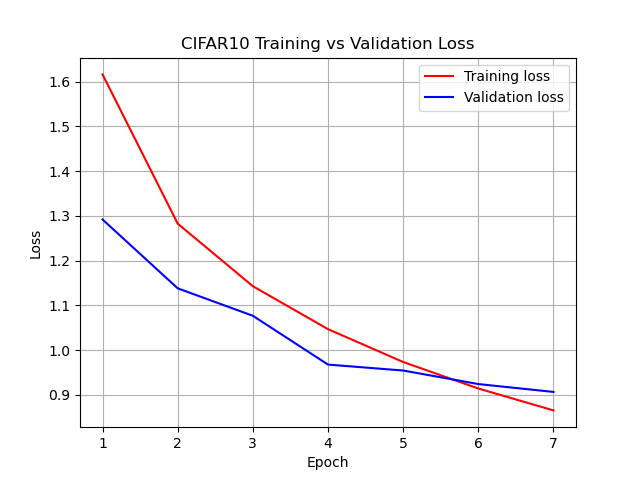 CIFAR10 Training vs Validation Loss
Training loss
Validation loss
Loss
1.6
1.5
1.4
1.3
1.2
1.1
1.0
0.9
1 2 3 4 5 6 7
Epoch